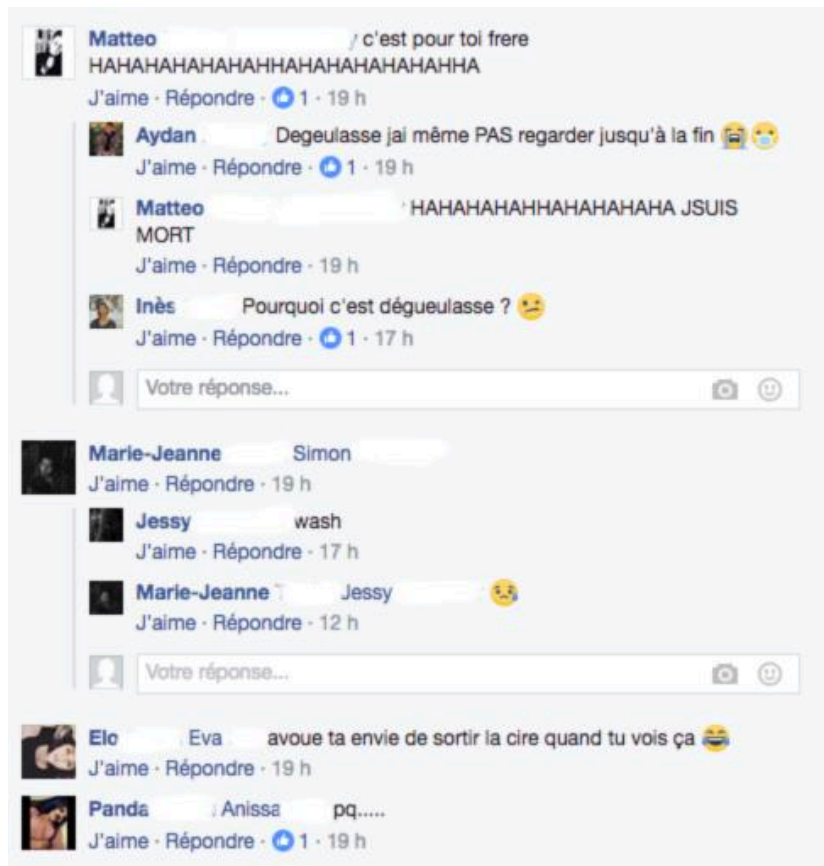 Matteo c'est pour toi frere
HAHAHAHAHAHAHHAHAHAHAHAHAHHA
J'aime · Répondre · 1 · 19 h
Aydan Degeulasse jai même PAS regarder jusqu'à la fin 😭😷
J'aime · Répondre · 1 · 19 h
Matteo HAHAHAHAHHAHAHAHAHA JSUIS
MORT
J'aime · Répondre · 19 h
Inès Pourquoi c'est dégueulasse ? 😕
J'aime · Répondre · 1 · 17 h
Votre réponse...
Marie-Jeanne Simon
J'aime · Répondre · 19 h
Jessy wash
J'aime · Répondre · 17 h
Marie-Jeanne Jessy 😢
J'aime · Répondre · 12 h
Votre réponse...
Elo Eva avoue ta envie de sortir la cire quand tu vois ça 😂
J'aime · Répondre · 19 h
Panda Anissa pq.....
J'aime · Répondre · 1 · 19 h